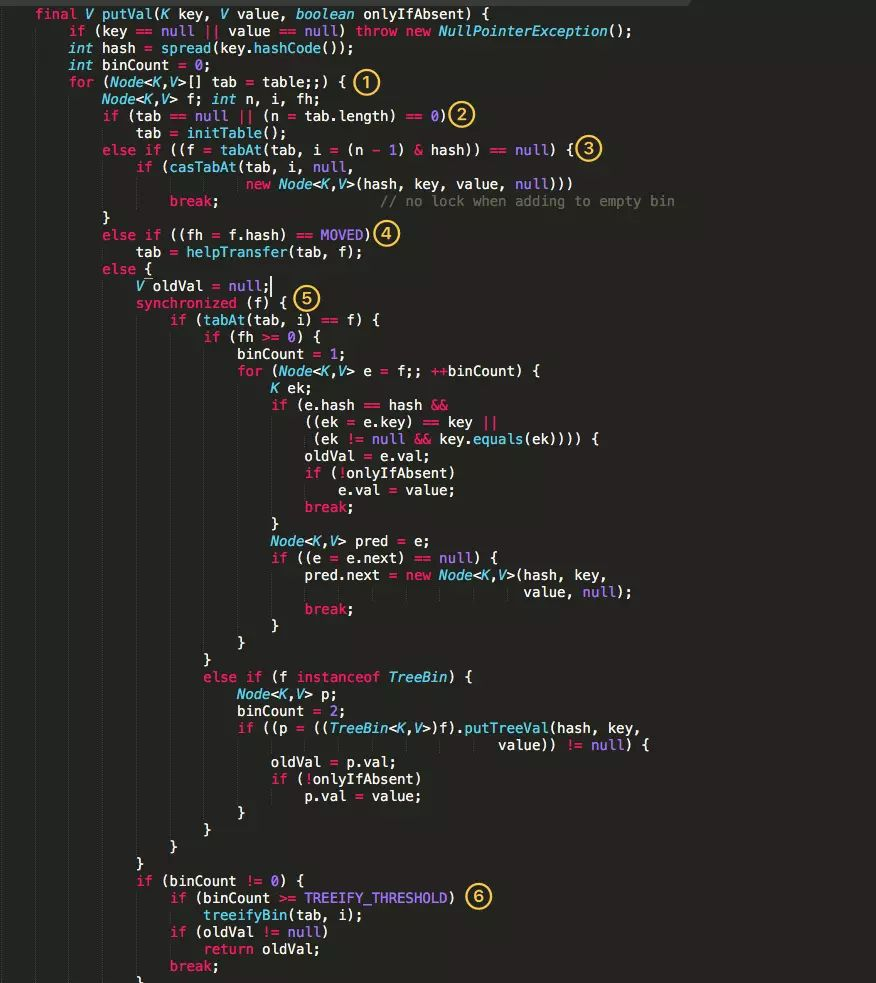 final V putVal(K key, V value, boolean onlyIfAbsent) {
    if (key == null || value == null) throw new NullPointerException();
    int hash = spread(key.hashCode());
    int binCount = 0;
    for (Node<K,V>[] tab = table;;) { ①
        Node<K,V> f; int n, i, fh;
        if (tab == null || (n = tab.length) == 0) ②
            tab = initTable();
        else if ((f = tabAt(tab, i = (n - 1) & hash)) == null) { ③
            if (casTabAt(tab, i, null,
                         new Node<K,V>(hash, key, value, null)))
                break;                   // no lock when adding to empty bin
        }
        else if ((fh = f.hash) == MOVED) ④
            tab = helpTransfer(tab, f);
        else {
            V oldVal = null;
            synchronized (f) { ⑤
                if (tabAt(tab, i) == f) {
                    if (fh >= 0) {
                        binCount = 1;
                        for (Node<K,V> e = f;; ++binCount) {
                            K ek;
                            if (e.hash == hash &&
                                ((ek = e.key) == key ||
                                 (ek != null && key.equals(ek)))) {
                                oldVal = e.val;
                                if (!onlyIfAbsent)
                                    e.val = value;
                                break;
                            }
                            Node<K,V> pred = e;
                            if ((e = e.next) == null) {
                                pred.next = new Node<K,V>(hash, key,
                                                          value, null);
                                break;
                            }
                        }
                    }
                    else if (f instanceof TreeBin) {
                        Node<K,V> p;
                        binCount = 2;
                        if ((p = ((TreeBin<K,V>)f).putTreeVal(hash, key,
                                                       value)) != null) {
                            oldVal = p.val;
                            if (!onlyIfAbsent)
                                p.val = value;
                        }
                    }
                }
            }
            if (binCount != 0) {
                if (binCount >= TREEIFY_THRESHOLD) ⑥
                    treeifyBin(tab, i);
                if (oldVal != null)
                    return oldVal;
                break;
            }